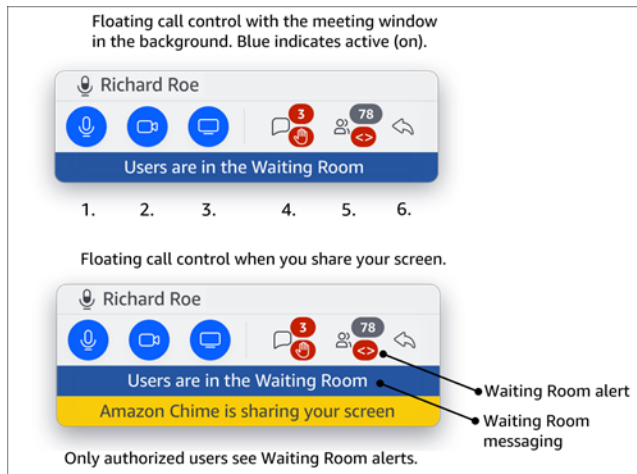 Floating call control with the meeting window
in the background. Blue indicates active (on).
Richard Roe
3
78
<>
Users are in the Waiting Room
1. 2. 3. 4. 5. 6.
Floating call control when you share your screen.
Richard Roe
3
78
<>
Users are in the Waiting Room
Amazon Chime is sharing your screen
Waiting Room alert
Waiting Room
messaging
Only authorized users see Waiting Room alerts.